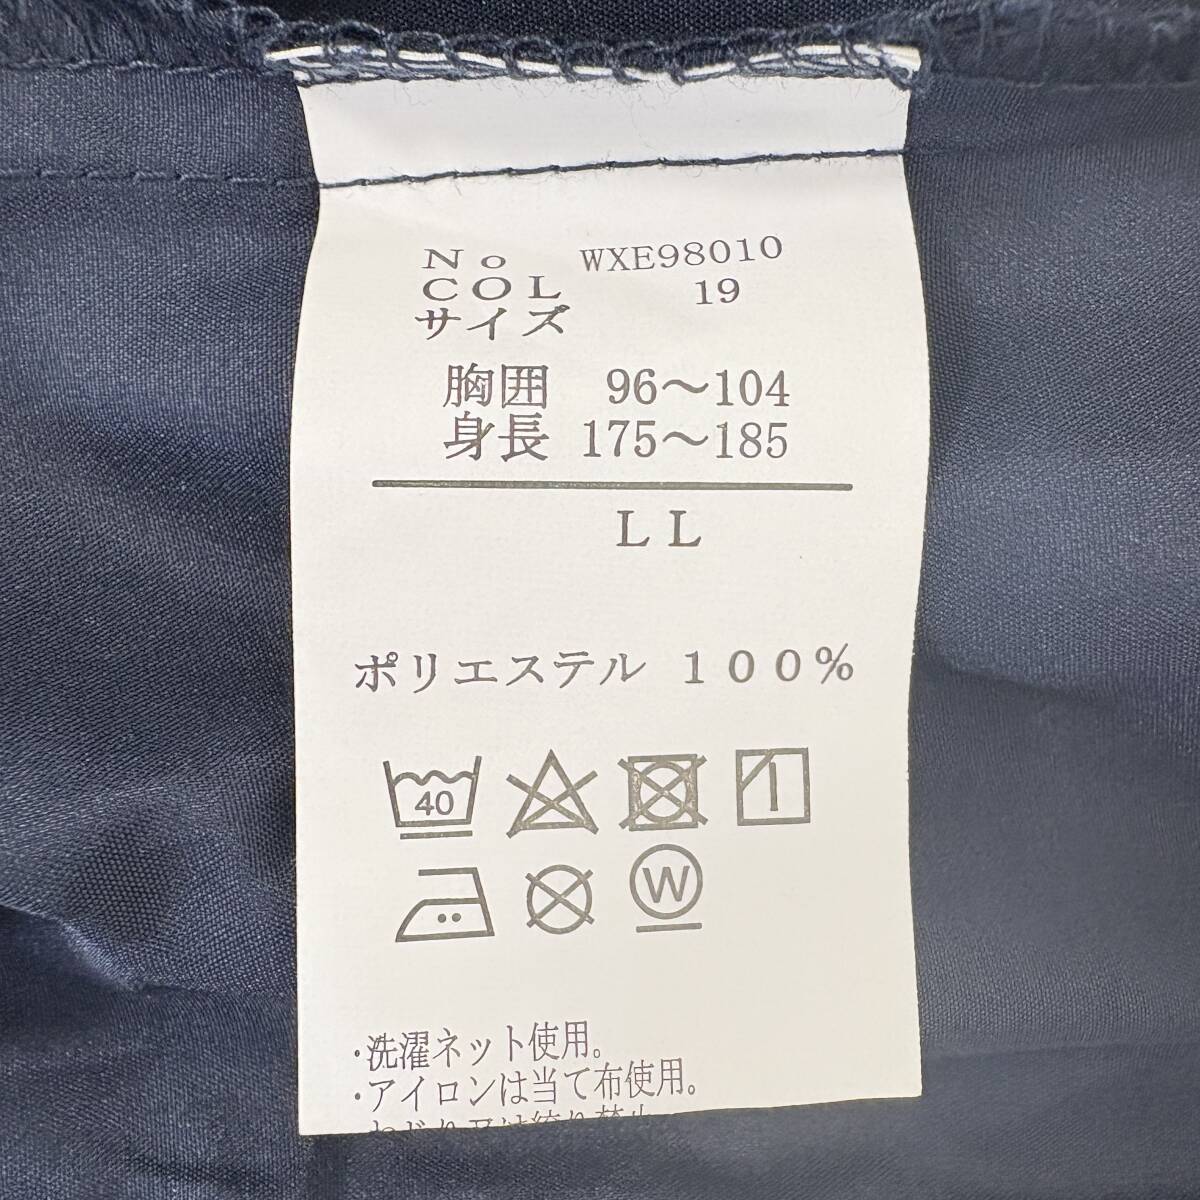 No WXE98010
COL 19
サイズ
胸囲 96～104
身長 175～185
LL
ポリエステル 100%
40
W
・洗濯ネット使用。
・アイロンは当て布使用。